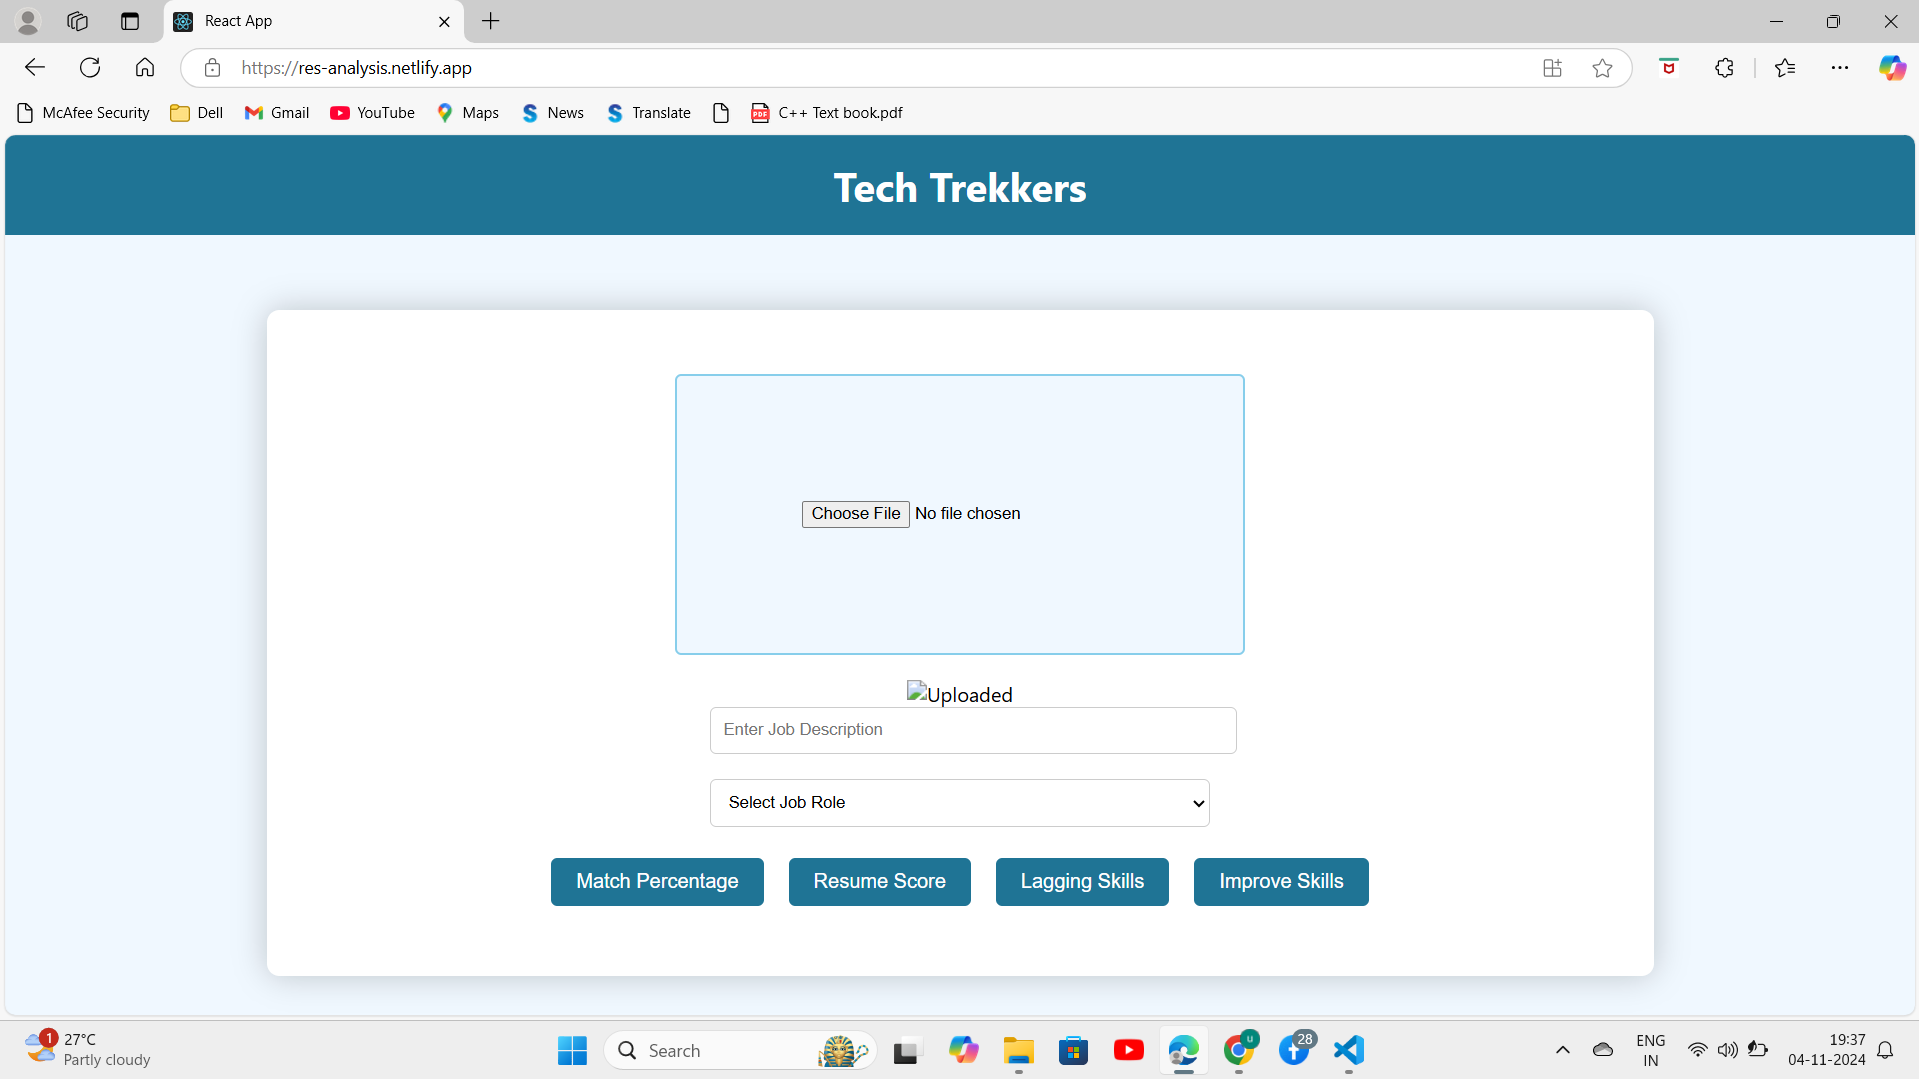 React App
https://res-analysis.netlify.app
McAfee Security
Dell
Gmail
YouTube
Maps
News
Translate
PDF
C++ Text book.pdf
Tech Trekkers
Choose File
No file chosen
Uploaded
Enter Job Description
Select Job Role
Match Percentage
Resume Score
Lagging Skills
Improve Skills
1
27°C
Partly cloudy
Search
u
28
ENG
IN
19:37
04-11-2024